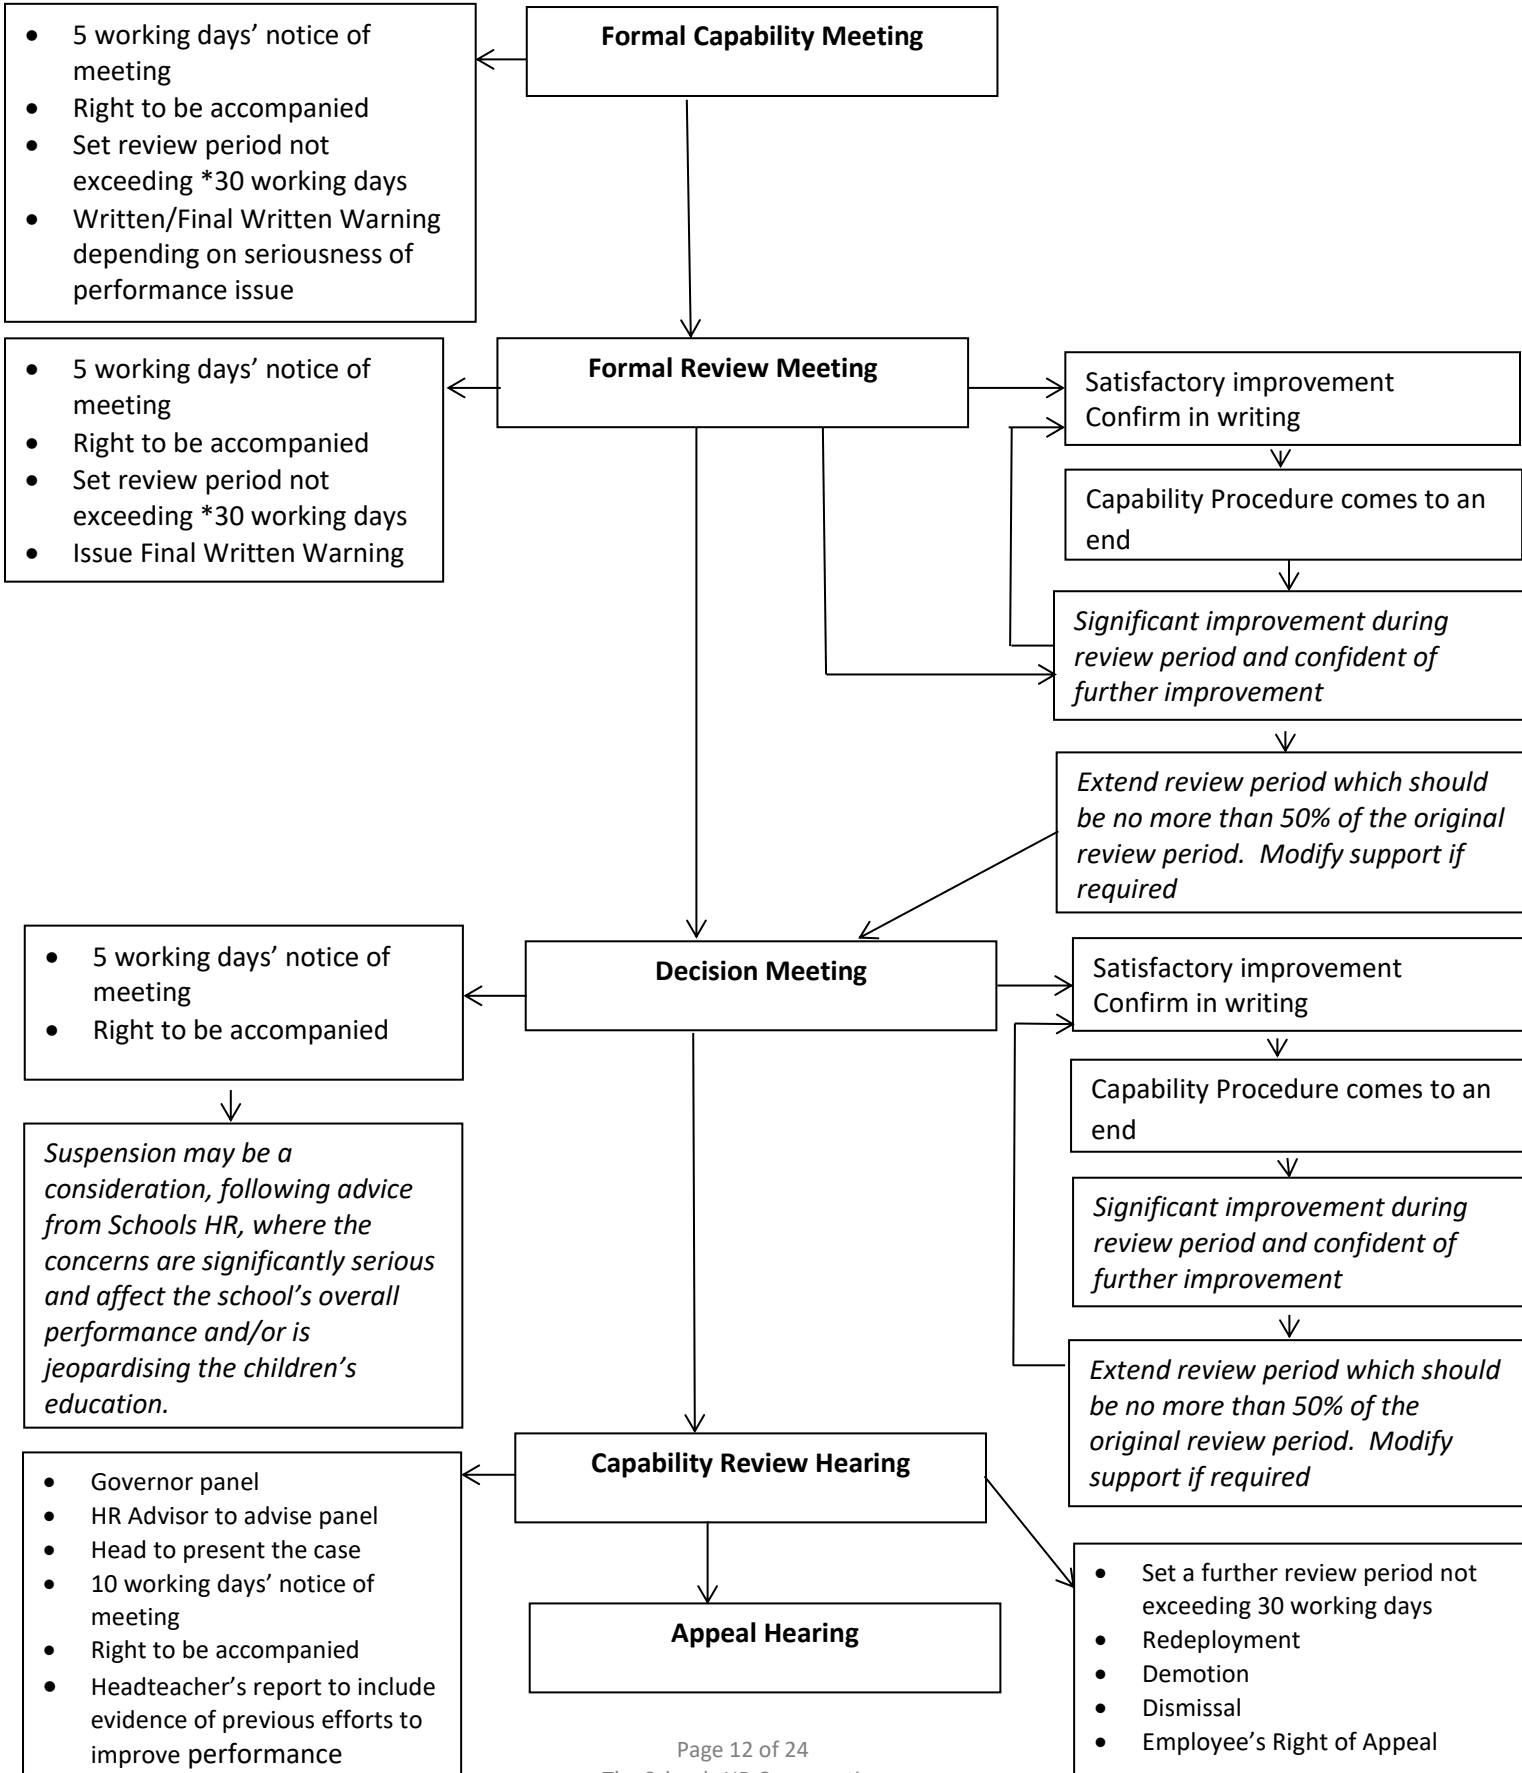 • 5 working days’ notice of
meeting
• Right to be accompanied
• Set review period not
exceeding *30 working days
• Written/Final Written Warning
depending on seriousness of
performance issue
Formal Capability Meeting
• 5 working days’ notice of
meeting
• Right to be accompanied
• Set review period not
exceeding *30 working days
• Issue Final Written Warning
Formal Review Meeting
Satisfactory improvement
Confirm in writing
Capability Procedure comes to an
end
Significant improvement during
review period and confident of
further improvement
Extend review period which should
be no more than 50% of the original
review period.  Modify support if
required
• 5 working days’ notice of
meeting
• Right to be accompanied
Decision Meeting
Satisfactory improvement
Confirm in writing
Capability Procedure comes to an
end
Significant improvement during
review period and confident of
further improvement
Extend review period which should
be no more than 50% of the
original review period.  Modify
support if required
Suspension may be a
consideration, following advice
from Schools HR, where the
concerns are significantly serious
and affect the school’s overall
performance and/or is
jeopardising the children’s
education.
• Governor panel
• HR Advisor to advise panel
• Head to present the case
• 10 working days’ notice of
meeting
• Right to be accompanied
• Headteacher’s report to include
evidence of previous efforts to
improve performance
Capability Review Hearing
Appeal Hearing
• Set a further review period not
exceeding 30 working days
• Redeployment
• Demotion
• Dismissal
• Employee’s Right of Appeal
Page 12 of 24